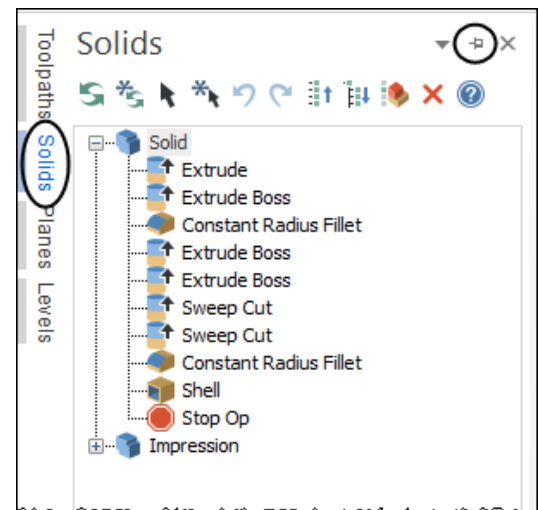 Solids
Toolpaths
Solids
Planes
Levels
Solid
Extrude
Extrude Boss
Constant Radius Fillet
Extrude Boss
Extrude Boss
Sweep Cut
Sweep Cut
Constant Radius Fillet
Shell
Stop Op
Impression